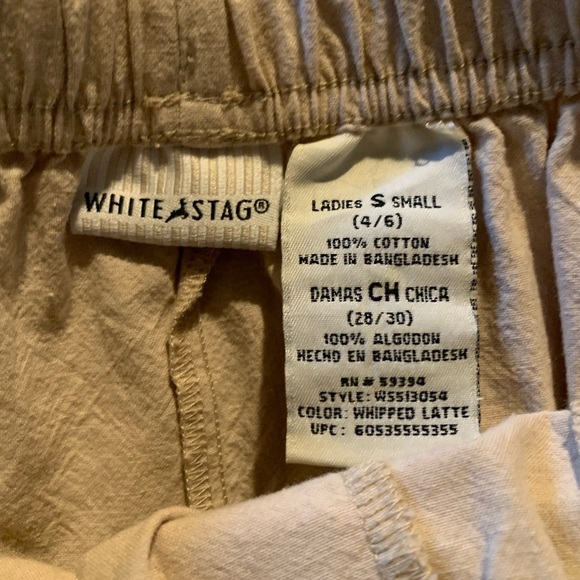 WHITE STAG®
LADIES S SMALL
(4/6)
100% COTTON
MADE IN BANGLADESH
DAMAS CH CHICA
(28/30)
100% ALGODON
HECHO EN BANGLADESH
RN # 59394
STYLE: WS513054
COLOR: WHIPPED LATTE
UPC: 60535555355